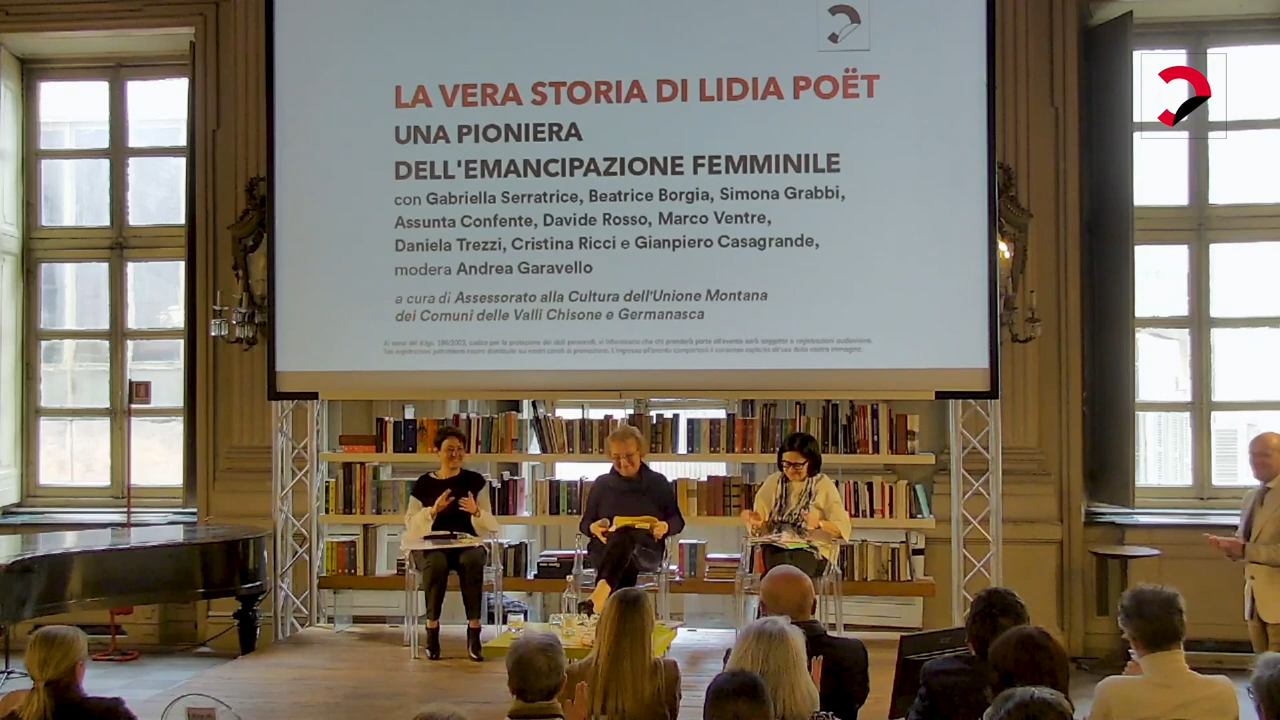 LA VERA STORIA DI LIDIA POËT
UNA PIONIERA
DELL'EMANCIPAZIONE FEMMINILE
con Gabriella Serratrice, Beatrice Borgia, Simona Grabbi,
Assunta Confente, Davide Rosso, Marco Ventre,
Daniela Trezzi, Cristina Ricci e Gianpiero Casagrande,
modera Andrea Garavello
a cura di Assessorato alla Cultura dell'Unione Montana
dei Comuni delle Valli Chisone e Germanasca